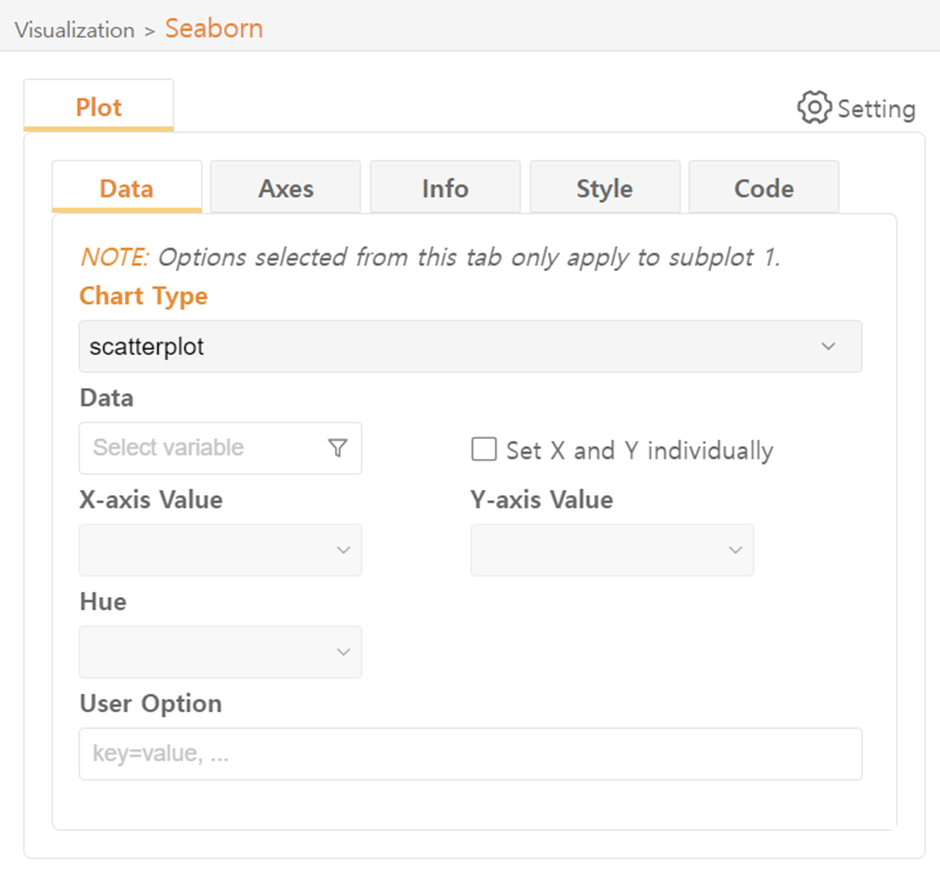 Visualization > Seaborn
Plot
Setting
Data Axes Info Style Code
NOTE: Options selected from this tab only apply to subplot 1.
Chart Type
scatterplot
Data
Select variable
Set X and Y individually
X-axis Value Y-axis Value
Hue
User Option
key=value, ...